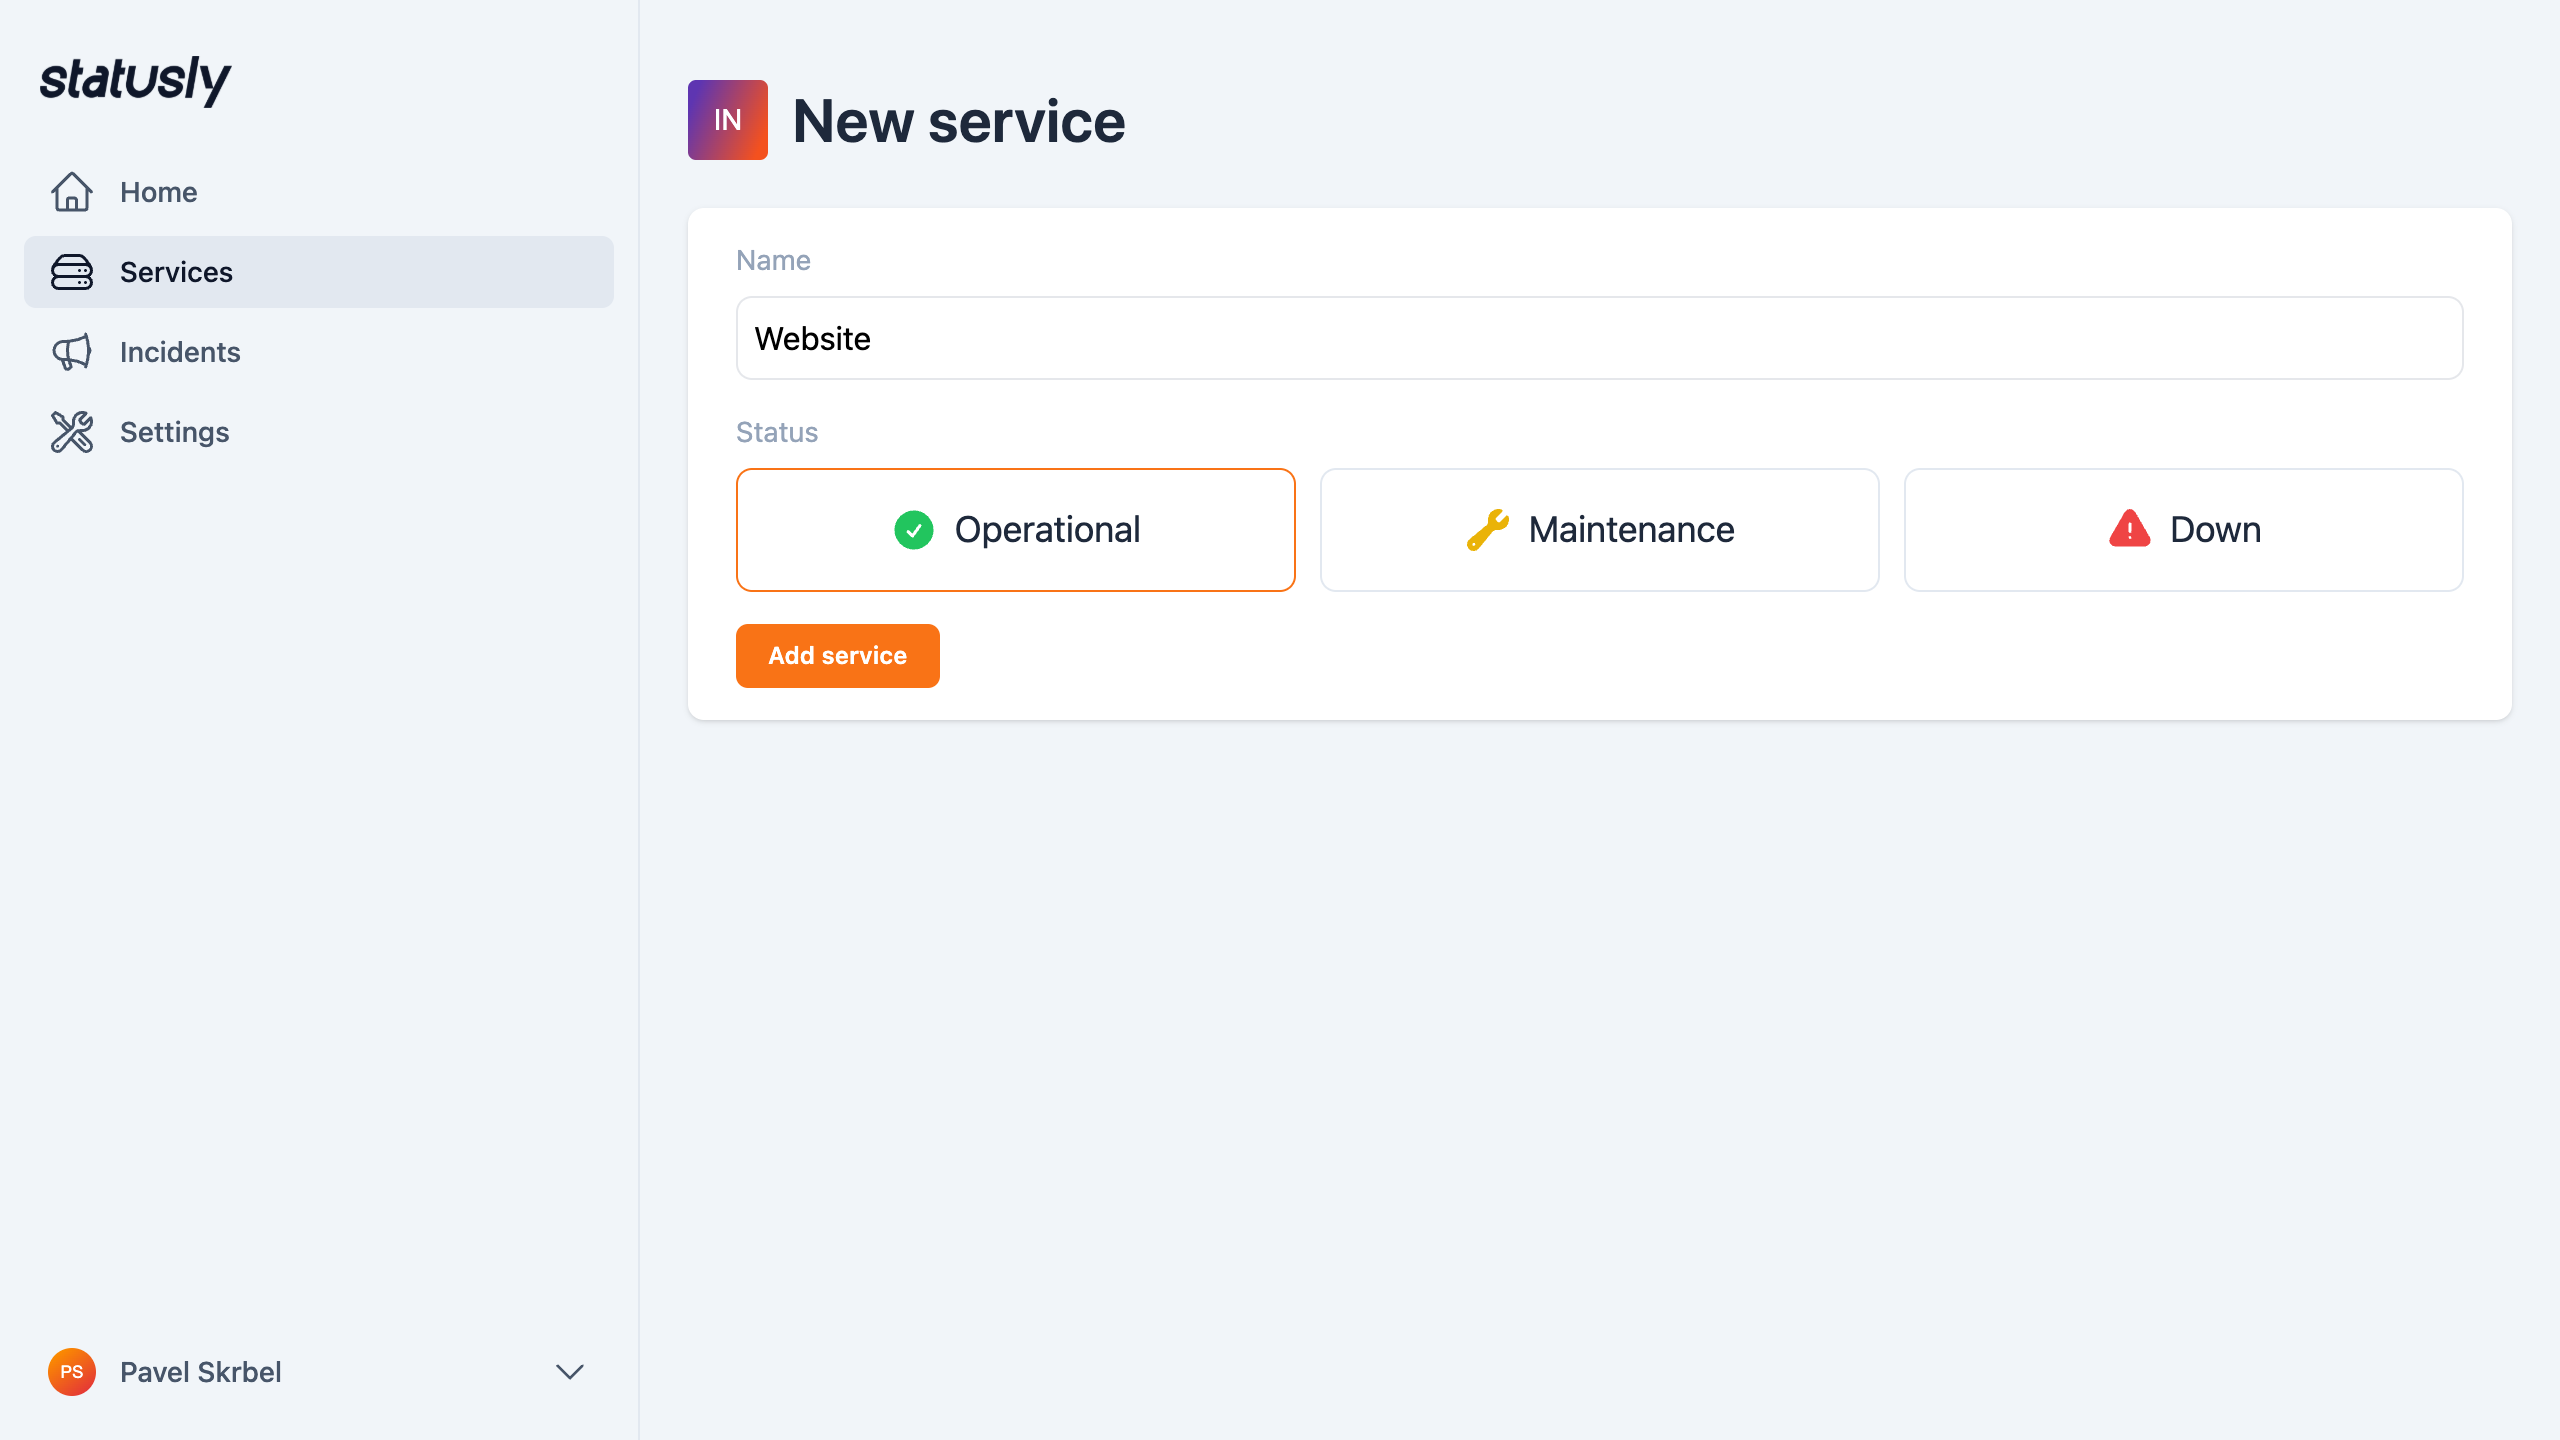 statusly
Home
Services
Incidents
Settings
PS Pavel Skrbel
IN New service
Name
Website
Status
Operational
Maintenance
Down
Add service